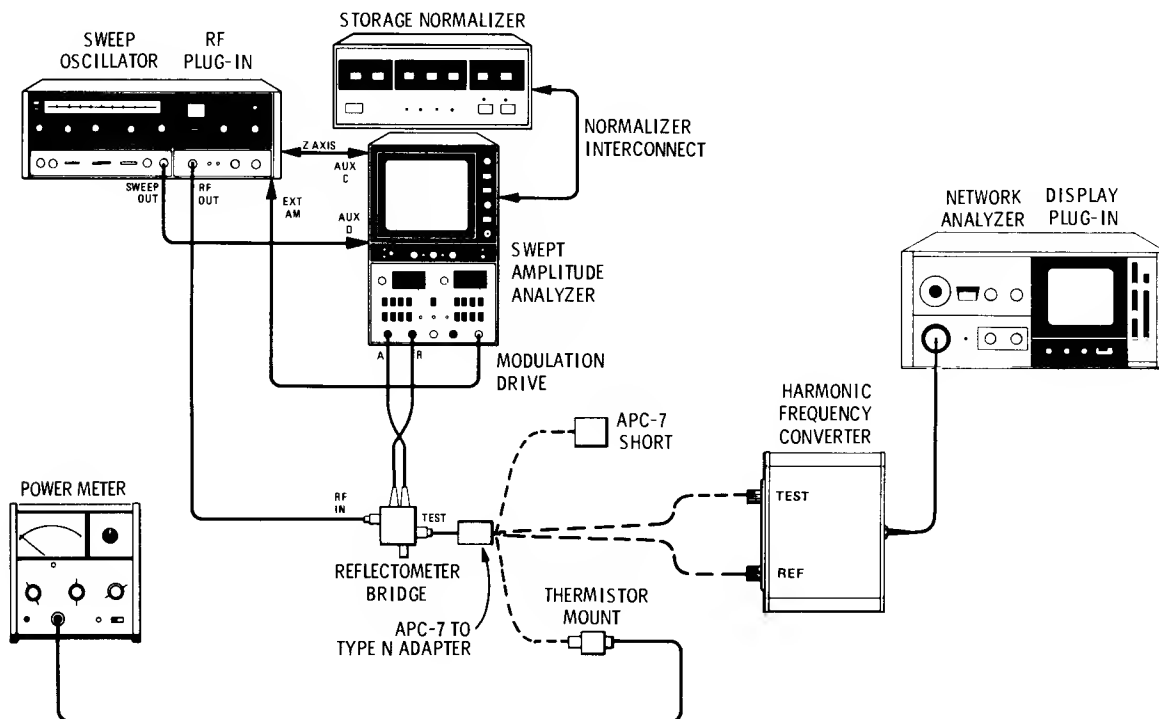 STORAGE NORMALIZER
SWEEP
OSCILLATOR
RF
PLUG-IN
NORMALIZER
INTERCONNECT
Z AXIS
AUX
C
SWEEP
OUT
RF
OUT
EXT
AM
AUX
D
NETWORK
ANALYZER
DISPLAY
PLUG-IN
SWEPT
AMPLITUDE
ANALYZER
A
R
MODULATION
DRIVE
HARMONIC
FREQUENCY
CONVERTER
APC-7
SHORT
POWER METER
RF
IN
TEST
TEST
REF
REFLECTOMETER
BRIDGE
THERMISTOR
MOUNT
APC-7 TO
TYPE N ADAPTER